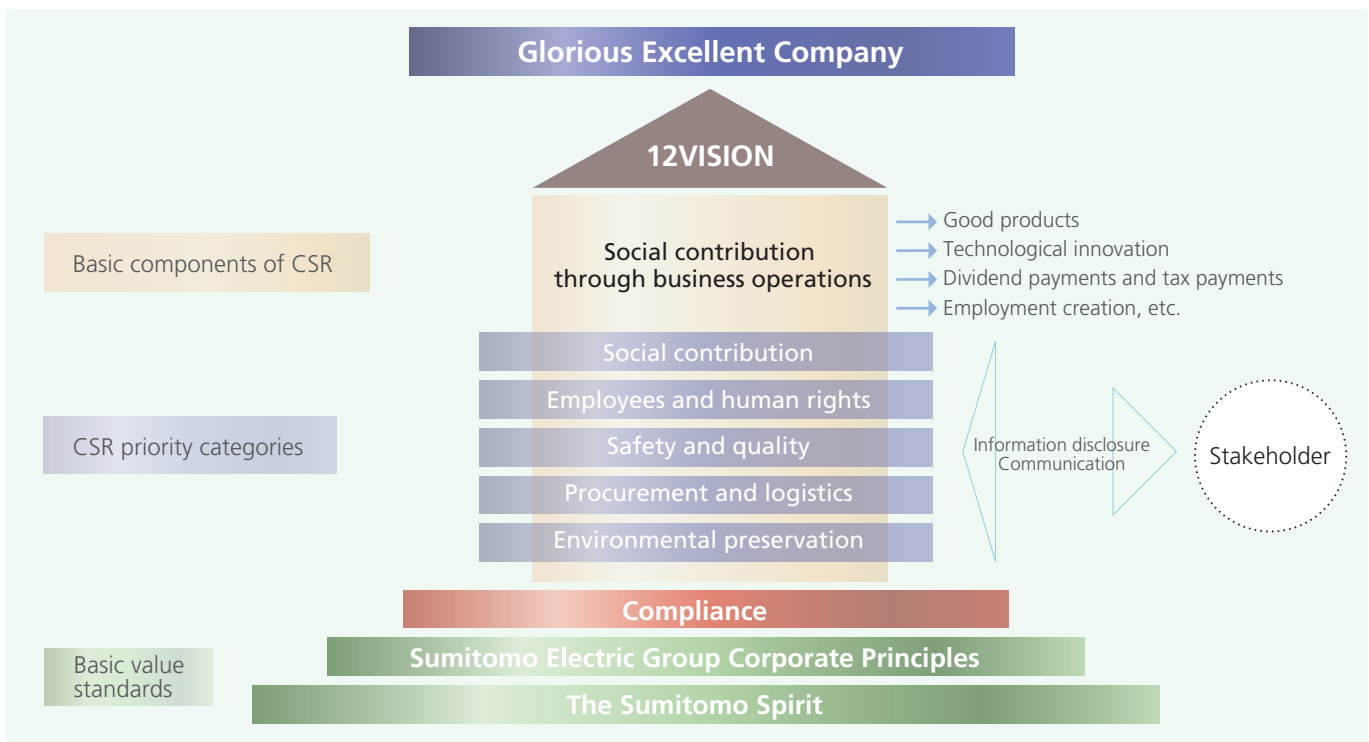 Glorious Excellent Company
12VISION
Basic components of CSR
Social contribution
through business operations
Good products
Technological innovation
Dividend payments and tax payments
Employment creation, etc.
CSR priority categories
Social contribution
Employees and human rights
Safety and quality
Procurement and logistics
Environmental preservation
Information disclosure
Communication
Stakeholder
Compliance
Basic value
standards
Sumitomo Electric Group Corporate Principles
The Sumitomo Spirit